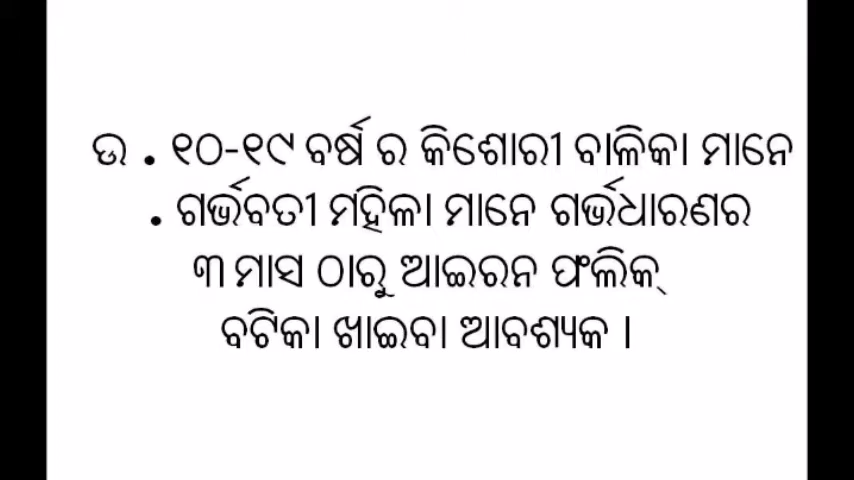 ଉ . ୧୦-୧୯ ବର୍ଷ ର କିଶୋରୀ ବାଳିକା ମାନେ
. ଗର୍ଭବତୀ ମହିଳା ମାନେ ଗର୍ଭଧାରଣର
୩ ମାସ ଠାରୁ ଆଇରନ ଫଲିକ୍
ବଟିକା ଖାଇବା ଆବଶ୍ୟକ ।